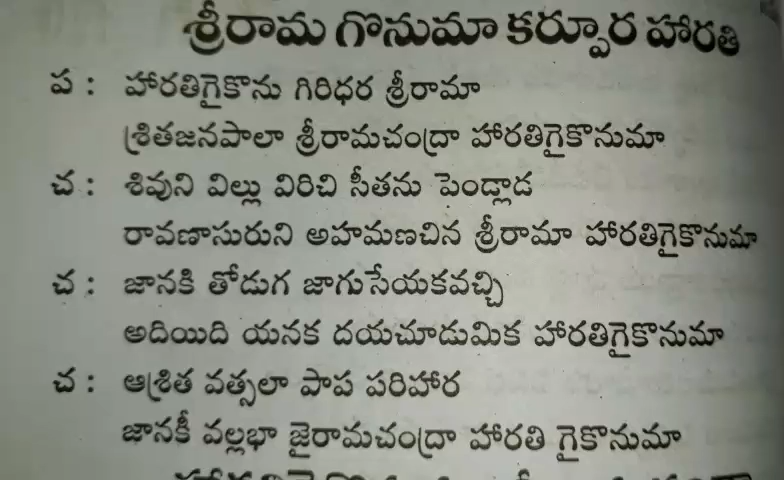 శ్రీరామ గొనుమా కర్పూర హారతి
ప : హారతిగైకొను గిరిధర శ్రీరామా
శ్రితజనపాలా శ్రీరామచంద్రా హారతిగైకొనుమా
చ : శివుని విల్లు విరిచి సీతను పెండ్లాడ
రావణాసురుని అహమణచిన శ్రీరామా హారతిగైకొనుమా
చ : జానకి తోడుగ జాగుసేయకవచ్చి
అదియిది యనక దయచూడుమిక హారతిగైకొనుమా
చ : ఆశ్రిత వత్సలా పాప పరిహార
జానకీ వల్లభా జైరామచంద్రా హారతి గైకొనుమా